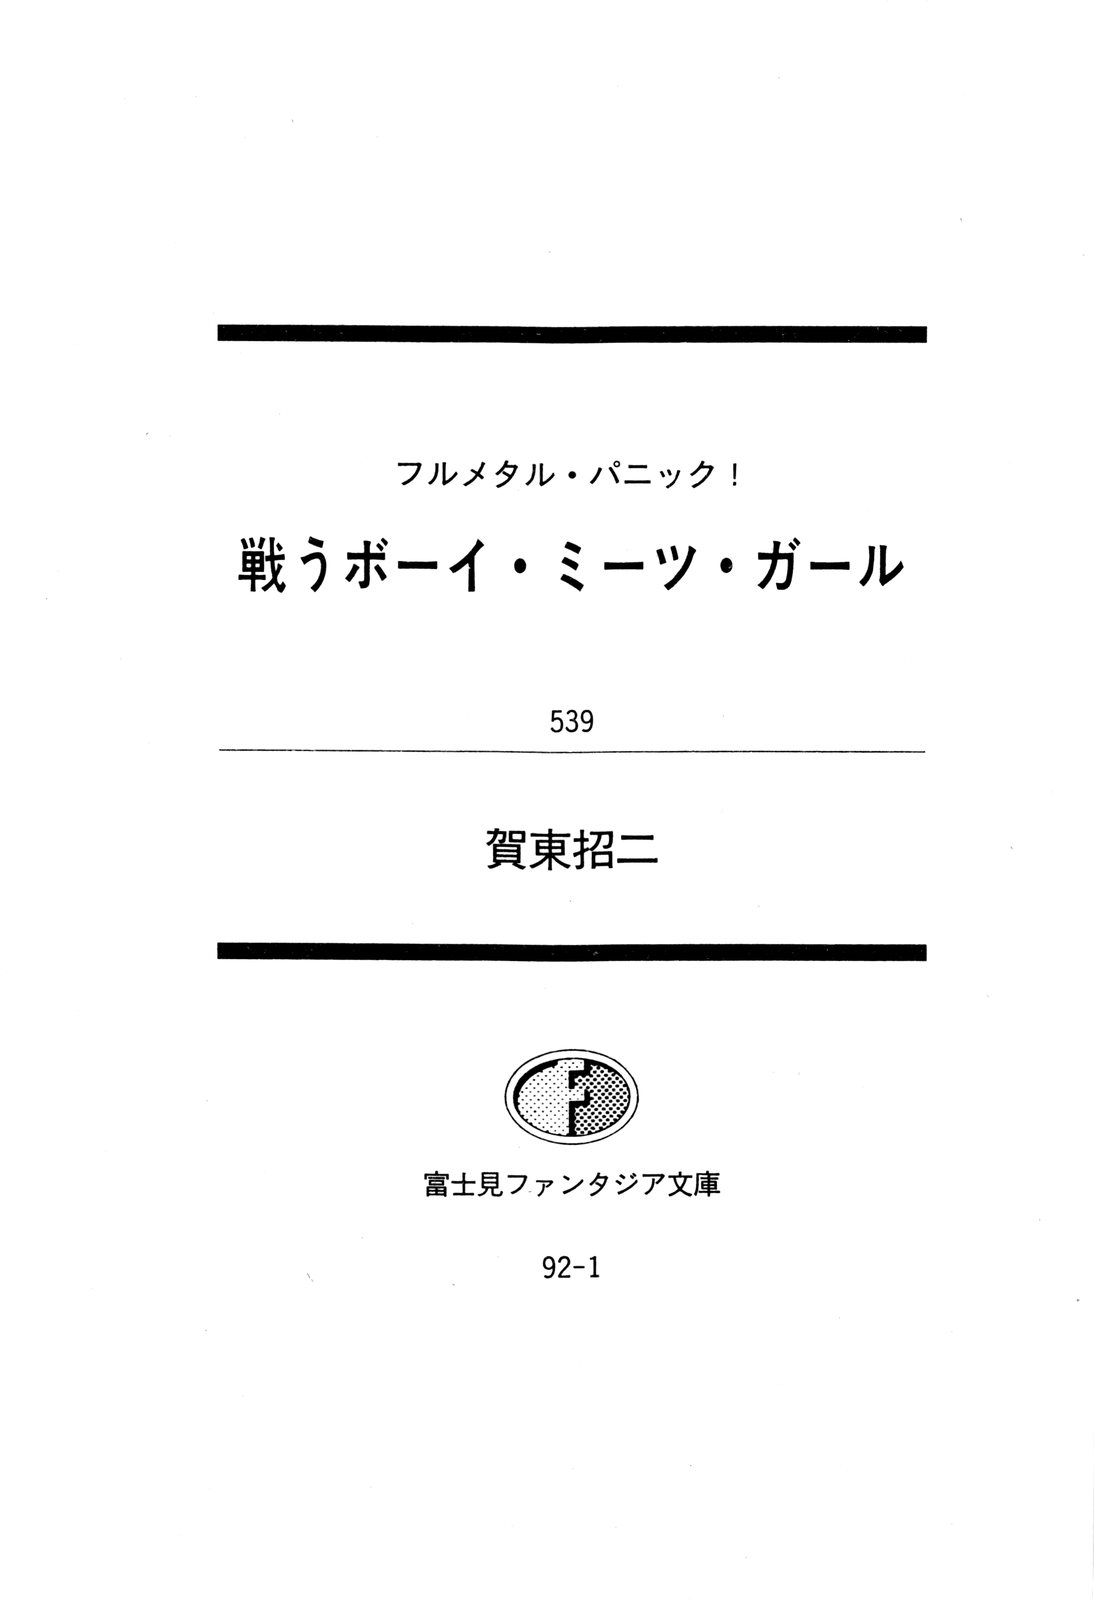 フルメタル・パニック!
戦うボーイ・ミーツ・ガール
539
賀東招二
富士見ファンタジア文庫
92-1